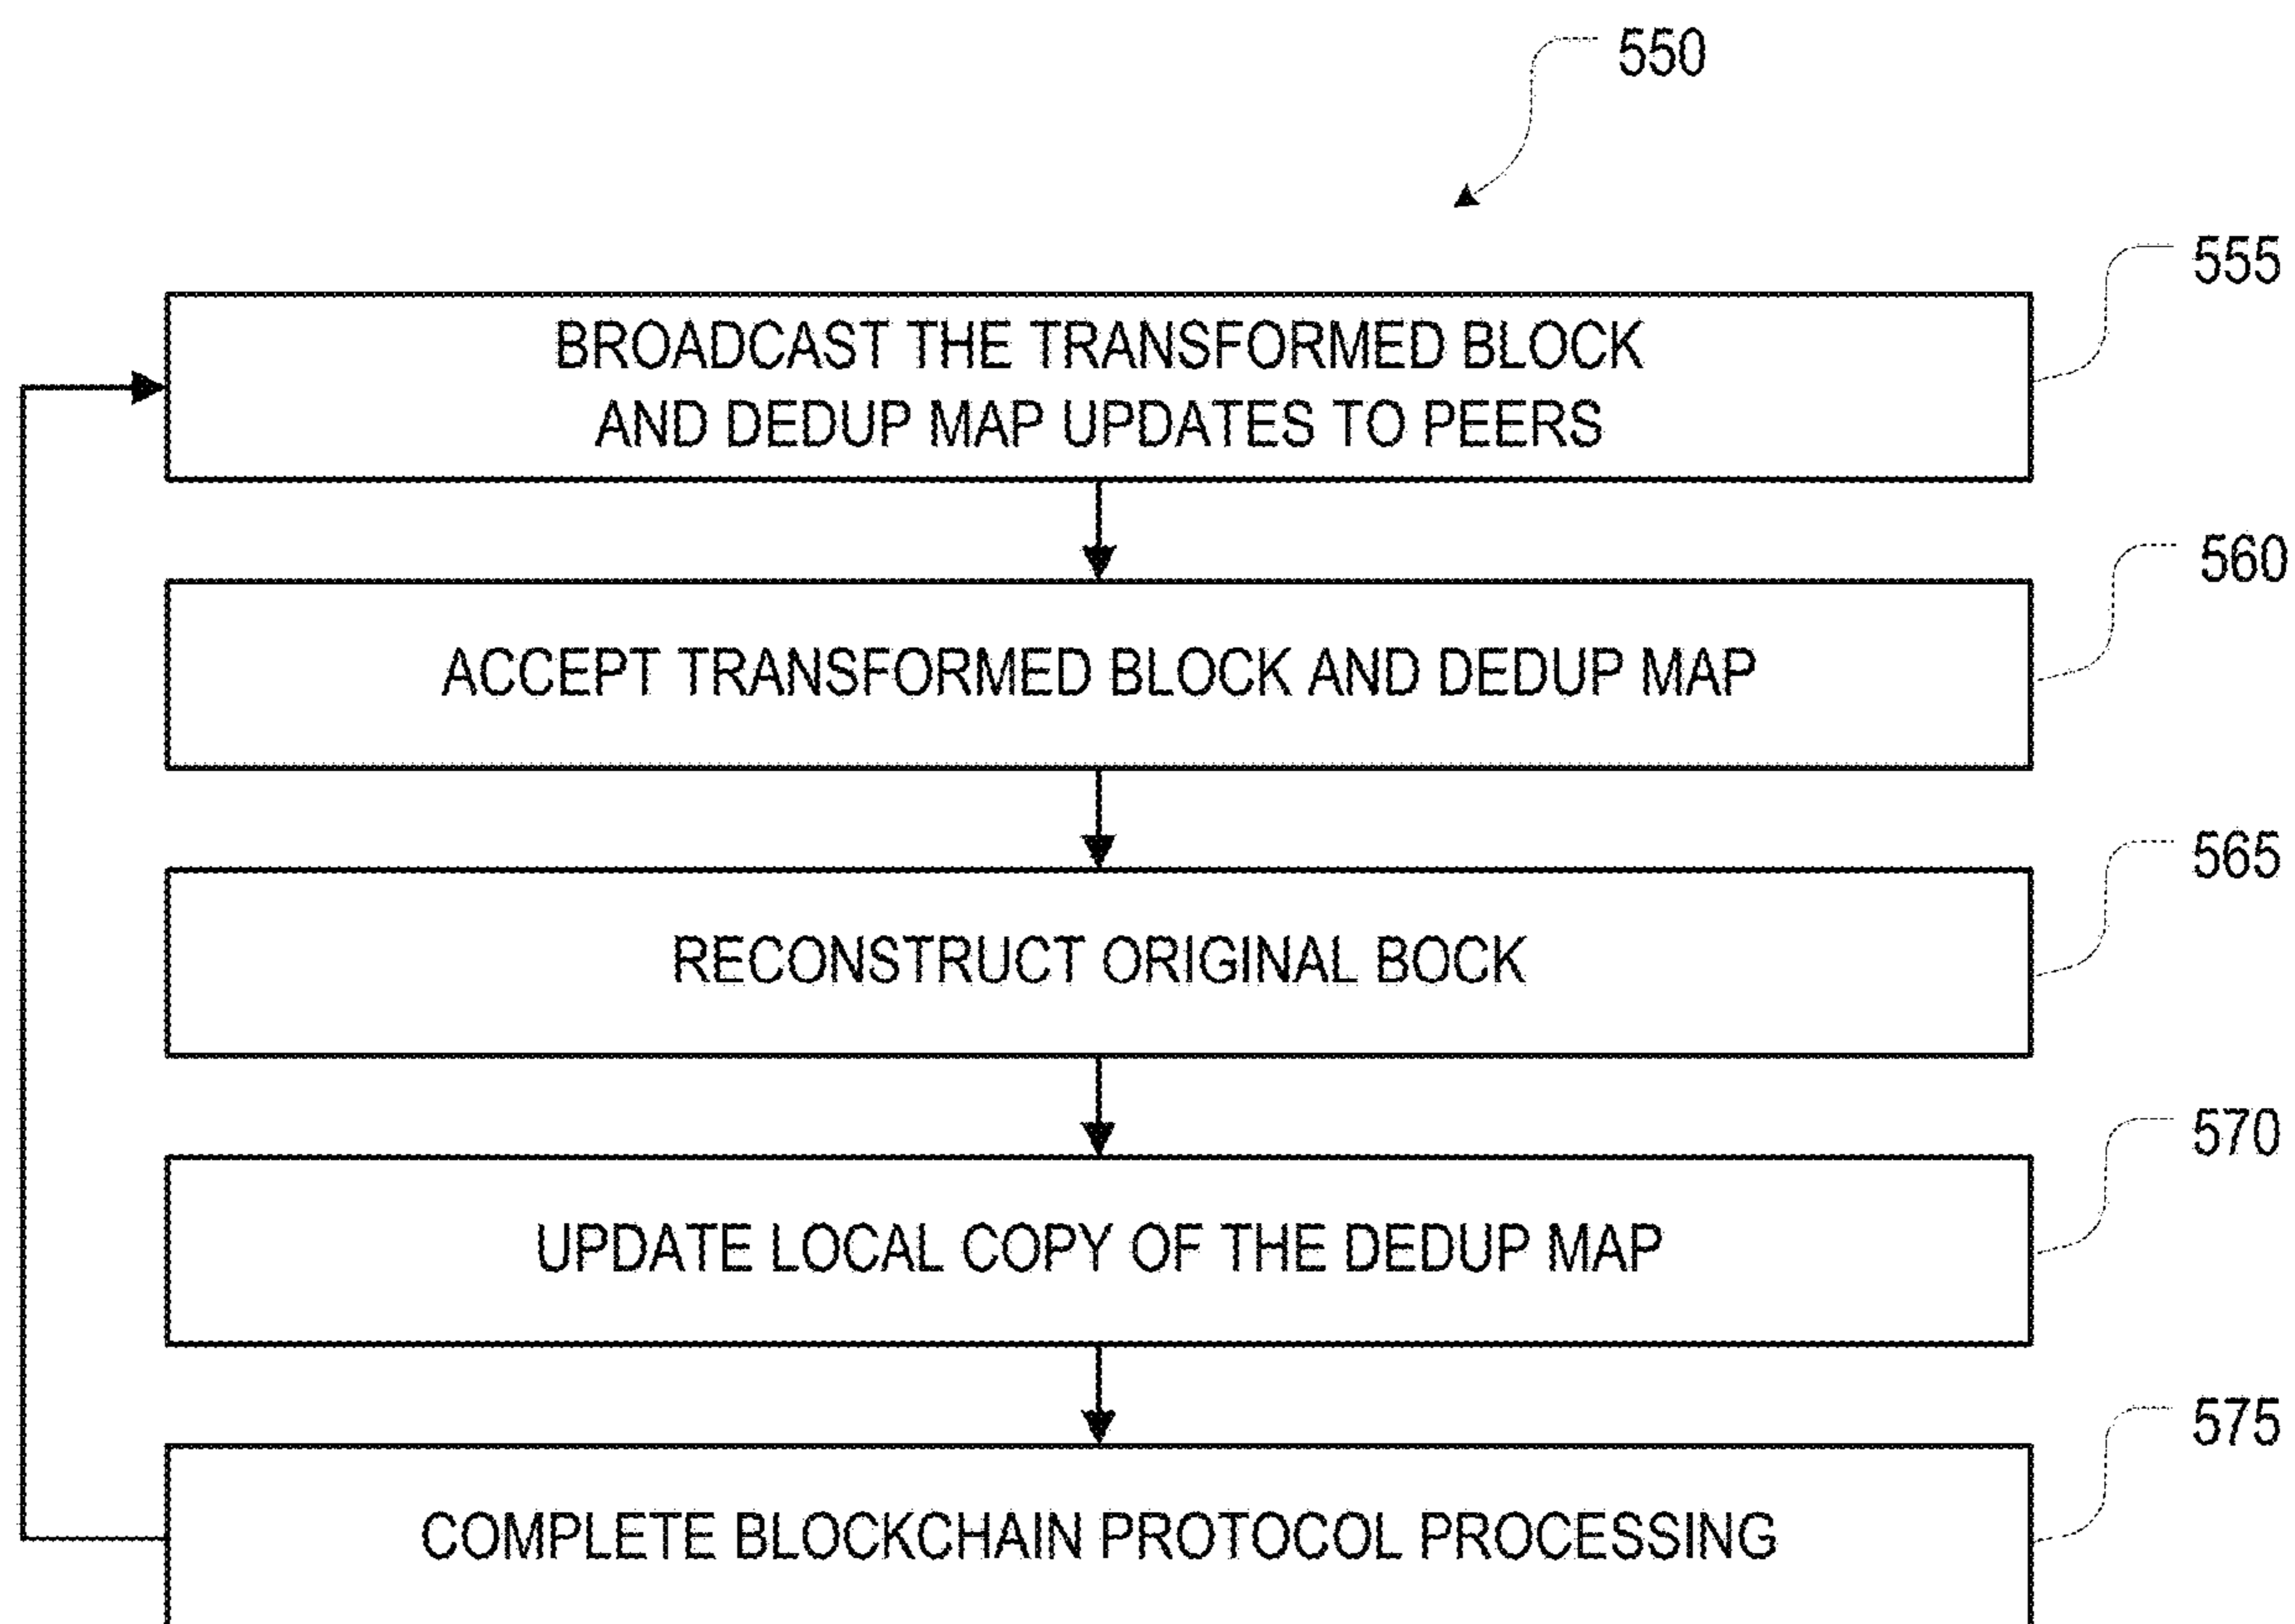 550
555
BROADCAST THE TRANSFORMED BLOCK
AND DEDUP MAP UPDATES TO PEERS
560
ACCEPT TRANSFORMED BLOCK AND DEDUP MAP
565
RECONSTRUCT ORIGINAL BOCK
570
UPDATE LOCAL COPY OF THE DEDUP MAP
575
COMPLETE BLOCKCHAIN PROTOCOL PROCESSING